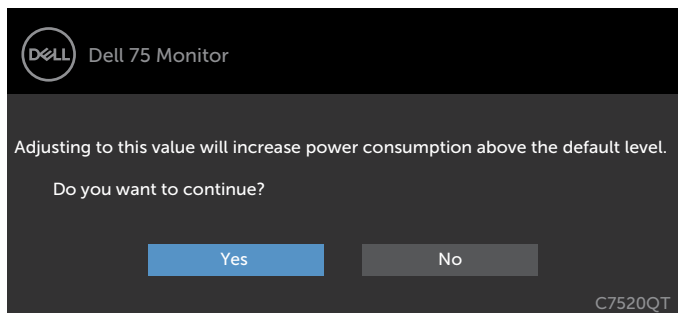 DELL
Dell 75 Monitor
Adjusting to this value will increase power consumption above the default level.
Do you want to continue?
Yes
No
C7520QT